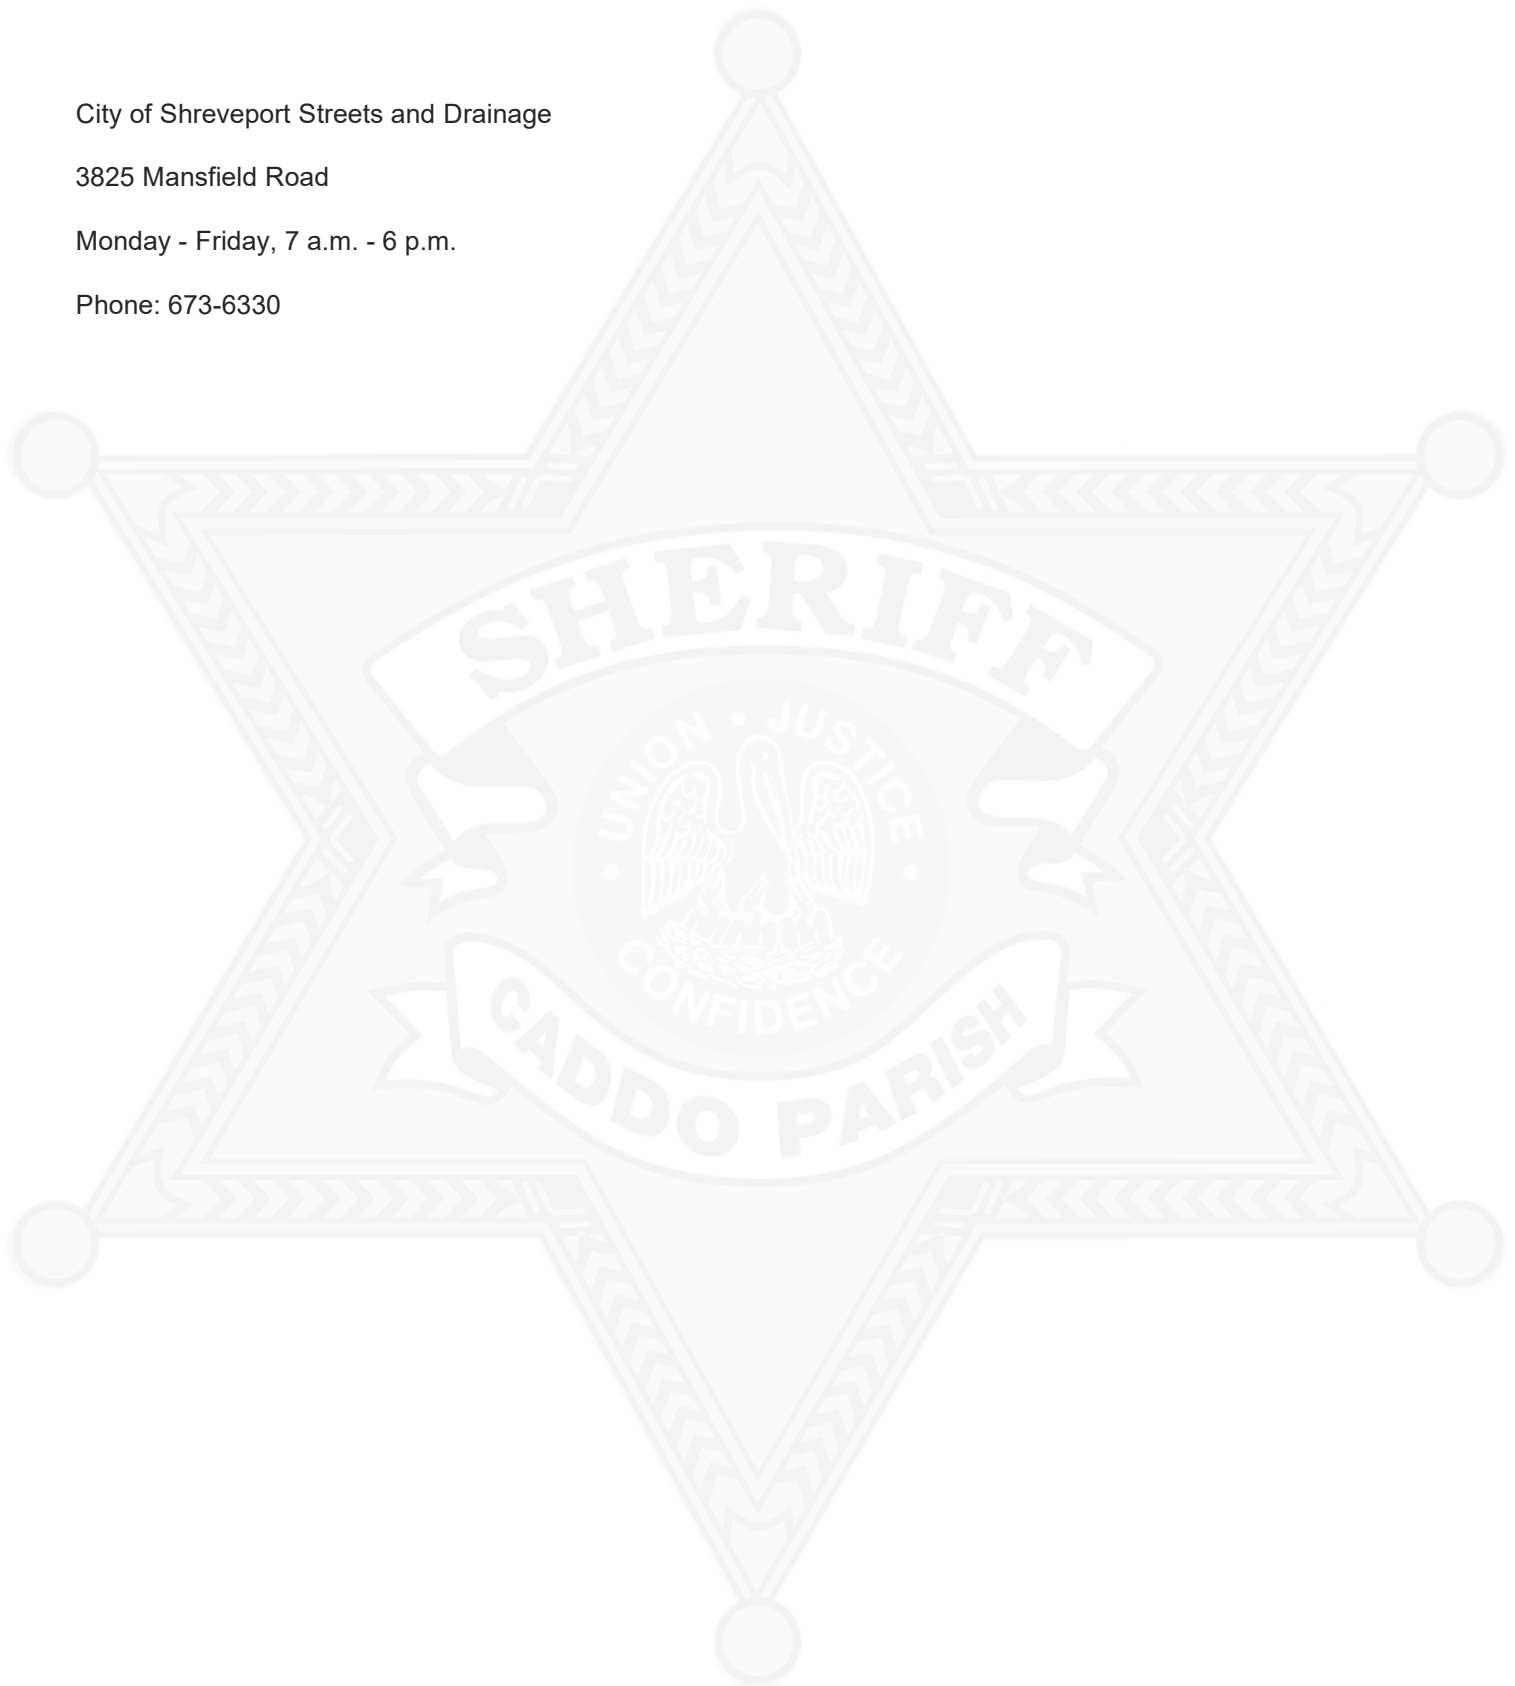 City of Shreveport Streets and Drainage
3825 Mansfield Road
Monday - Friday, 7 a.m. - 6 p.m.
Phone: 673-6330
SHERIFF
UNION • JUSTICE • CONFIDENCE •
CADDO PARISH